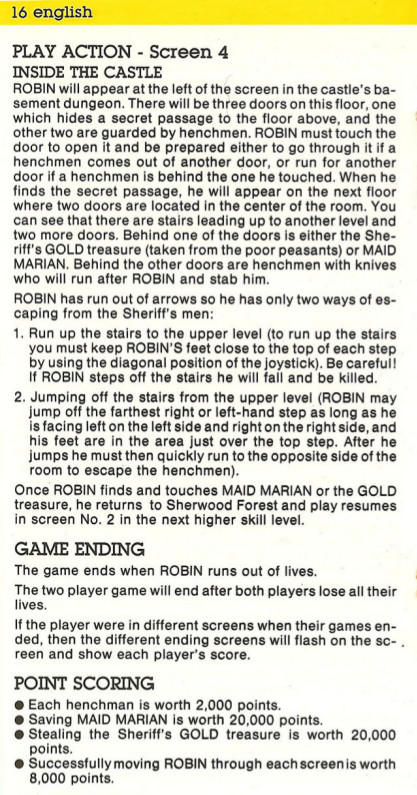 16 english
PLAY ACTION - Screen 4
INSIDE THE CASTLE
ROBIN will appear at the left of the screen in the castle's ba-
sement dungeon. There will be three doors on this floor, one
which hides a secret passage to the floor above, and the
other two are guarded by henchmen. ROBIN must touch the
door to open it and be prepared either to go through it if a
henchmen comes out of another door, or run for another
door if a henchmen is behind the one he touched. When he
finds the secret passage, he will appear on the next floor
where two doors are located in the center of the room. You
can see that there are stairs leading up to another level and
two more doors. Behind one of the doors is either the She-
riff's GOLD treasure (taken from the poor peasants) or MAID
MARIAN. Behind the other doors are henchmen with knives
who will run after ROBIN and stab him.
ROBIN has run out of arrows so he has only two ways of es-
caping from the Sheriff's men:
1. Run up the stairs to the upper level (to run up the stairs
you must keep ROBIN'S feet close to the top of each step
by using the diagonal position of the joystick). Be careful!
If ROBIN steps off the stairs he will fall and be killed.
2. Jumping off the stairs from the upper level (ROBIN may
jump off the farthest right or left-hand step as long as he
is facing left on the left side and right on the right side, and
his feet are in the area just over the top step. After he
jumps he must then quickly run to the opposite side of the
room to escape the henchmen).
Once ROBIN finds and touches MAID MARIAN or the GOLD
treasure, he returns to Sherwood Forest and play resumes
in screen No. 2 in the next higher skill level.
GAME ENDING
The game ends when ROBIN runs out of lives.
The two player game will end after both players lose all their
lives.
If the player were in different screens when their games en-
ded, then the different ending screens will flash on the sc-
reen and show each player's score.
POINT SCORING
● Each henchman is worth 2,000 points.
● Saving MAID MARIAN is worth 20,000 points.
● Stealing the Sheriff's GOLD treasure is worth 20,000
points.
● Successfully moving ROBIN through each screen is worth
8,000 points.